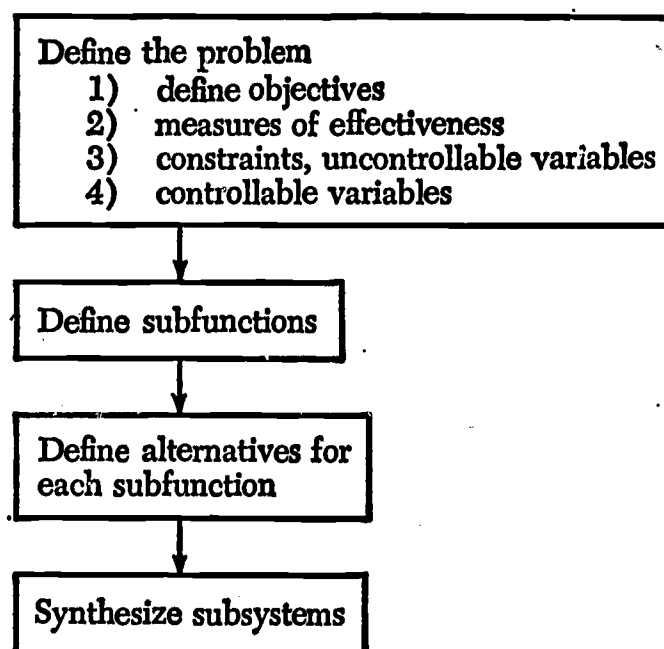 Define the problem
1) define objectives
2) measures of effectiveness
3) constraints, uncontrollable variables
4) controllable variables
Define subfunctions
Define alternatives for
each subfunction
Synthesize subsystems